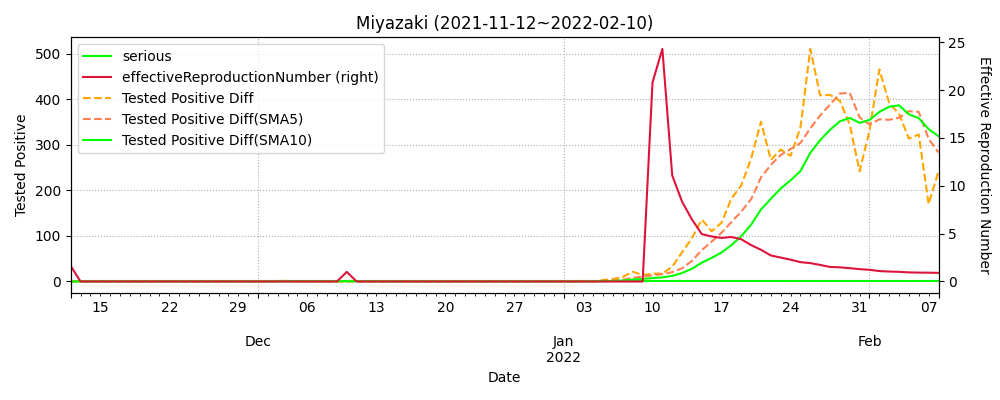 Miyazaki (2021-11-12~2022-02-10)
serious
effectiveReproductionNumber (right)
Tested Positive Diff
Tested Positive Diff(SMA5)
Tested Positive Diff(SMA10)
Tested Positive
500
400
300
200
100
0
25
20
15
10
5
0
Effective Reproduction Number
15 22 29 06 13 20 27 03 10 17 24 31 07
Dec Jan Feb
2022
Date